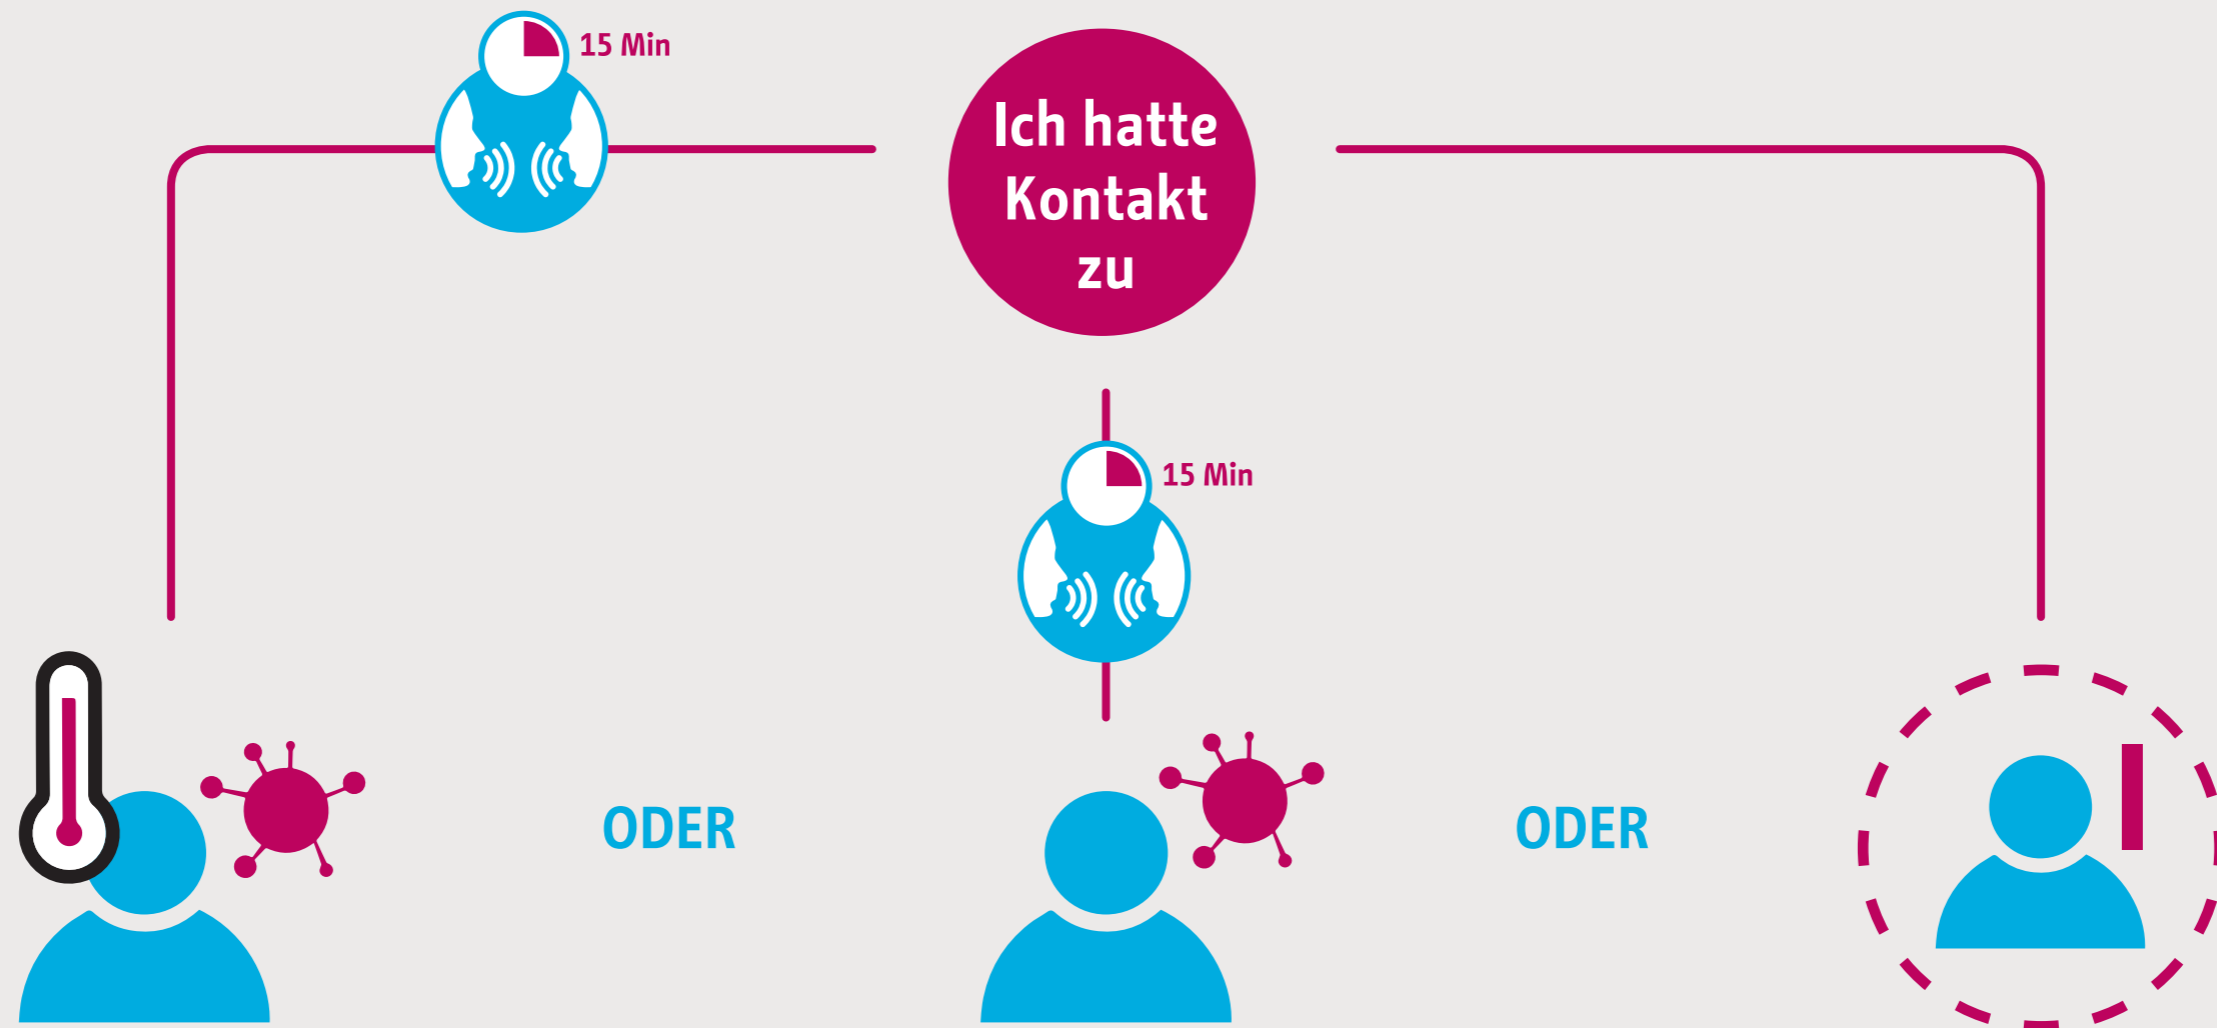 15 Min
Ich hatte
Kontakt
zu
15 Min
ODER
ODER